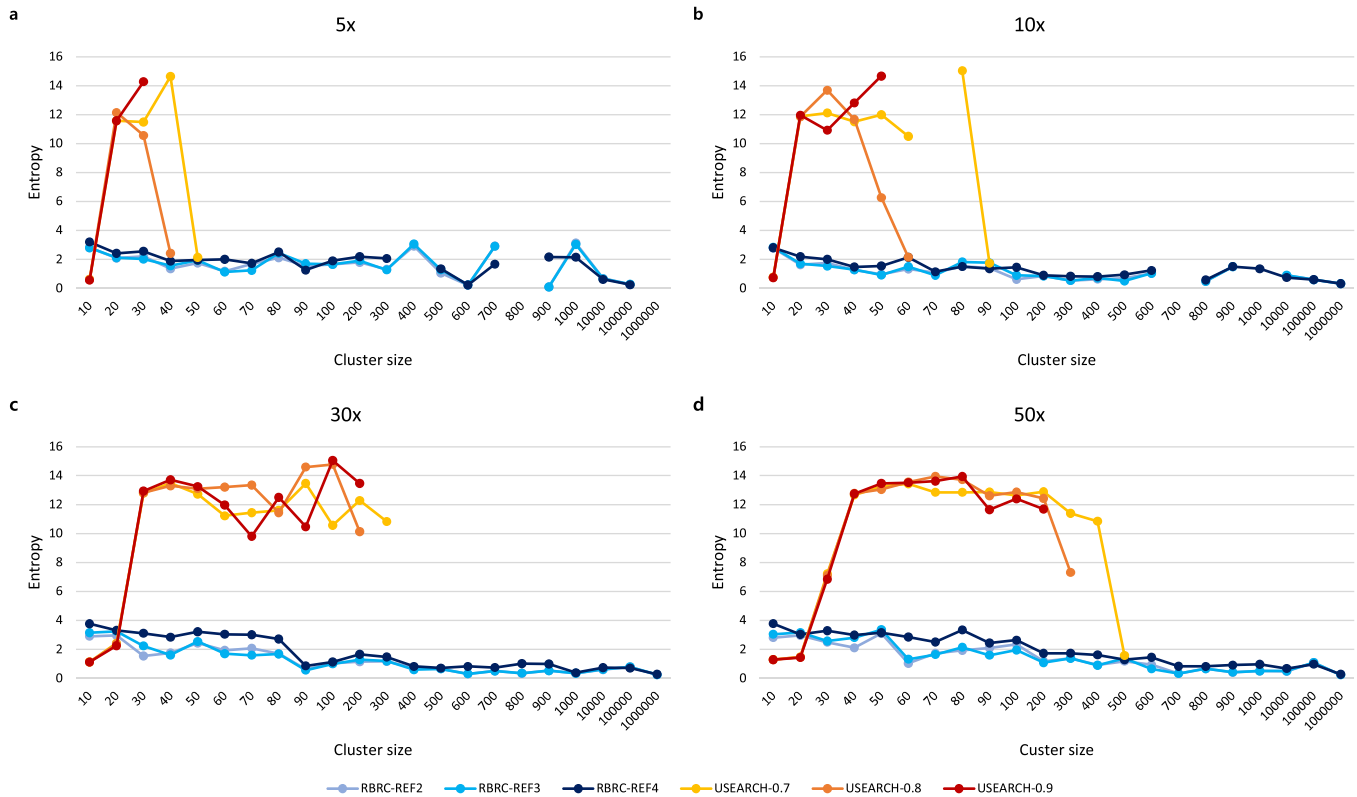 a
5x
16
14
12
10
8
6
4
2
0
Entropy
10 20 30 40 50 60 70 80 90 100 200 300 400 500 600 700 800 900 1000 10000 100000 1000000
Cluster size
b
10x
16
14
12
10
8
6
4
2
0
Entropy
10 20 30 40 50 60 70 80 90 100 200 300 400 500 600 700 800 900 1000 10000 100000 1000000
Cluster size
c
30x
16
14
12
10
8
6
4
2
0
Entropy
10 20 30 40 50 60 70 80 90 100 200 300 400 500 600 700 800 900 1000 10000 100000 1000000
Cluster size
d
50x
16
14
12
10
8
6
4
2
0
Entropy
10 20 30 40 50 60 70 80 90 100 200 300 400 500 600 700 800 900 1000 10000 100000 1000000
Custer size
RBRC-REF2 RBRC-REF3 RBRC-REF4 USEARCH-0.7 USEARCH-0.8 USEARCH-0.9